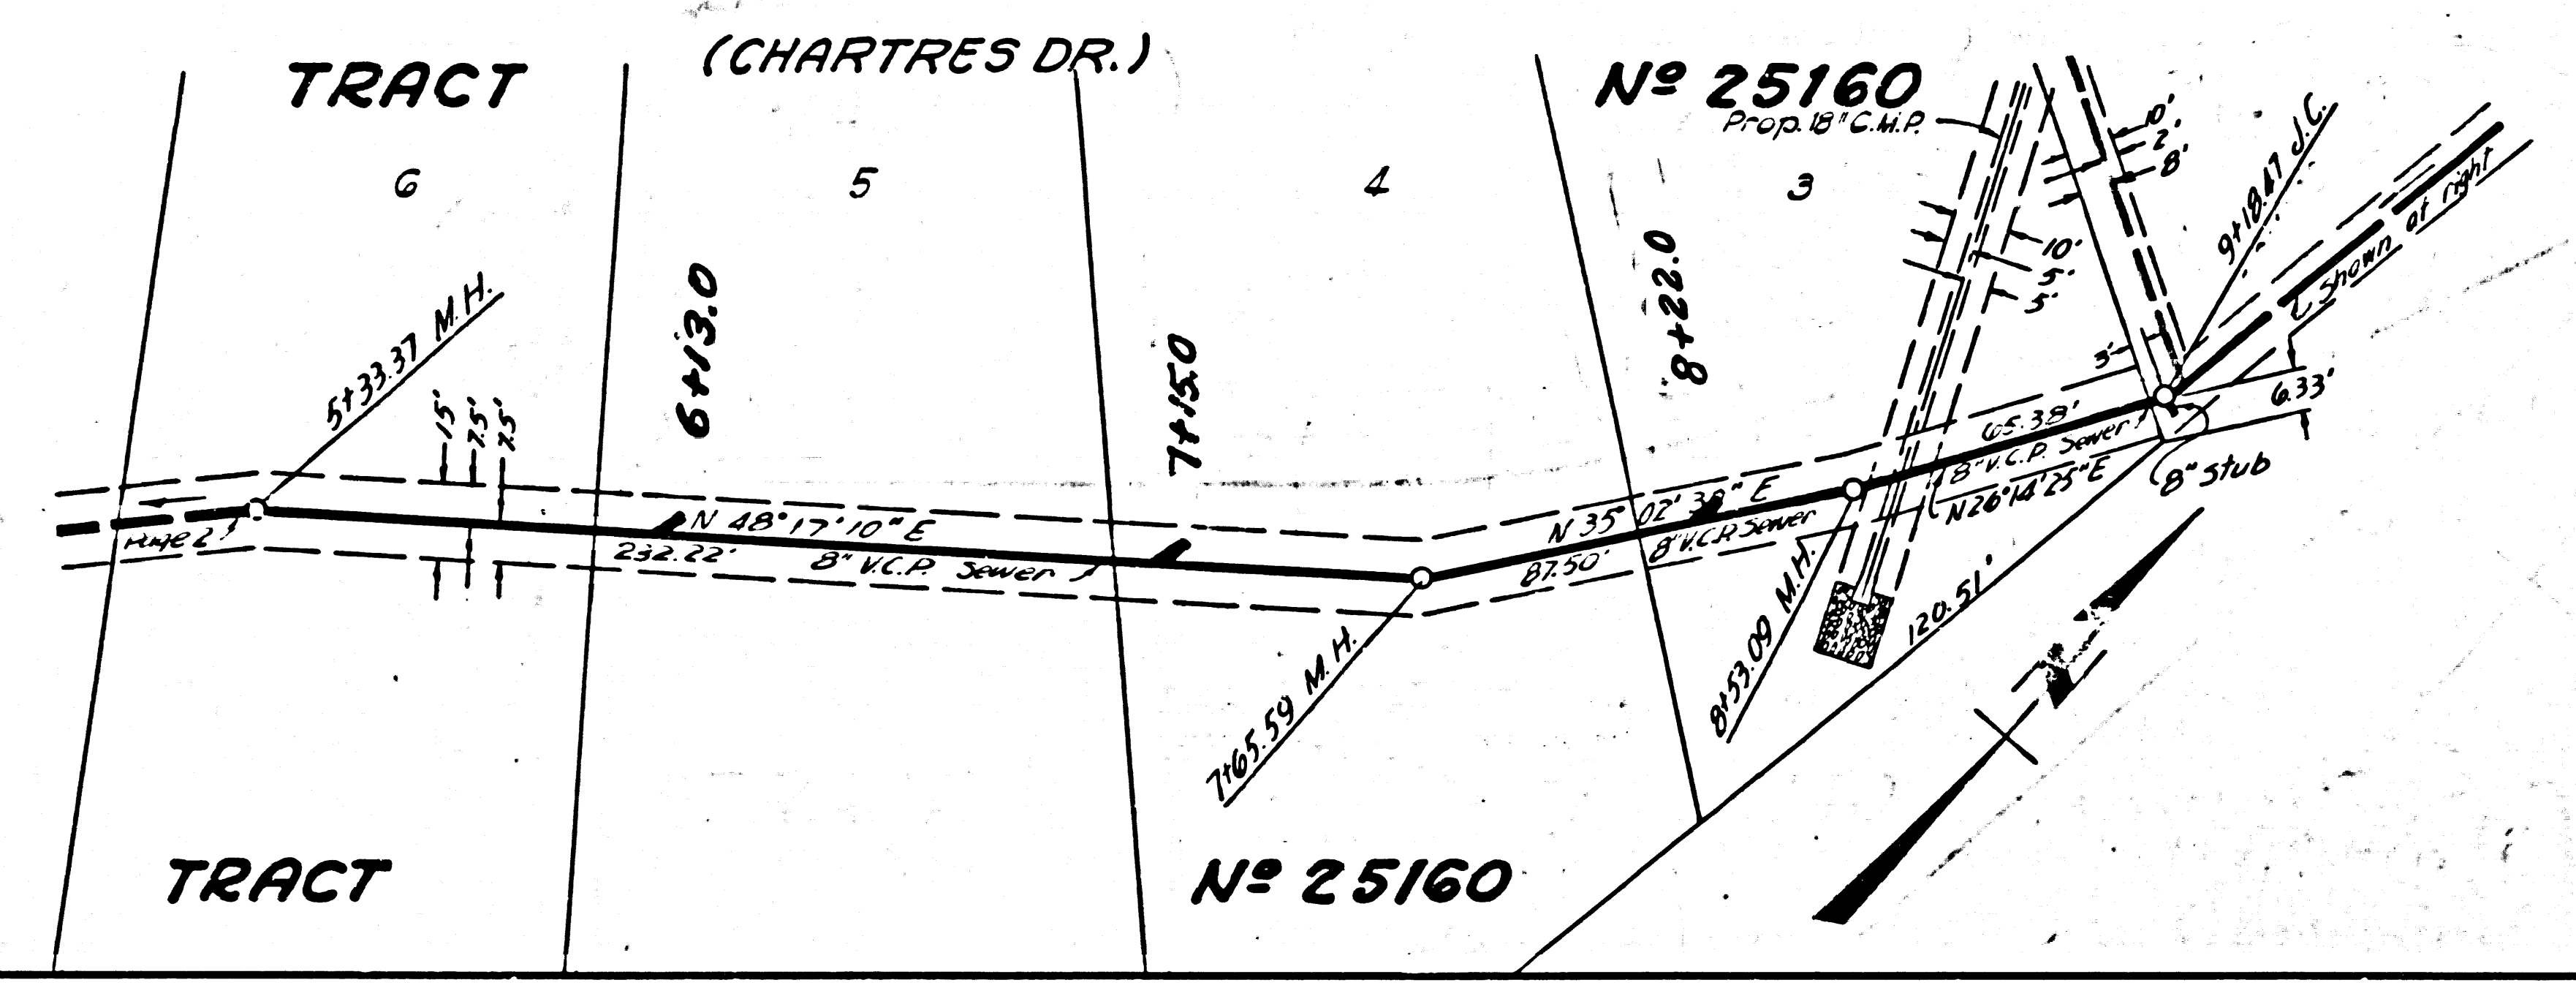 TRACT
(CHARTRES DR.)
Nº 25160
Prop. 18" C.M.P.
6
5
4
3
10'
2'
8'
9+18.47 J.C.
℄ shown at right
5+33.37 M.H.
15'
7.5'
7.5'
6+13.0
7+15.0
8+22.0
10'
5'
5'
3'
6.33'
65.38'
8" V.C.P. Sewer
N26°14'25"E
8" Stub
N 48°17'10" E
232.22'
8" V.C.P. Sewer
N 35° 02' 38" E
87.50'
8" V.C.P. Sewer
7+65.59 M.H.
8+53.09 M.H.
120.51'
TRACT
Nº 25160